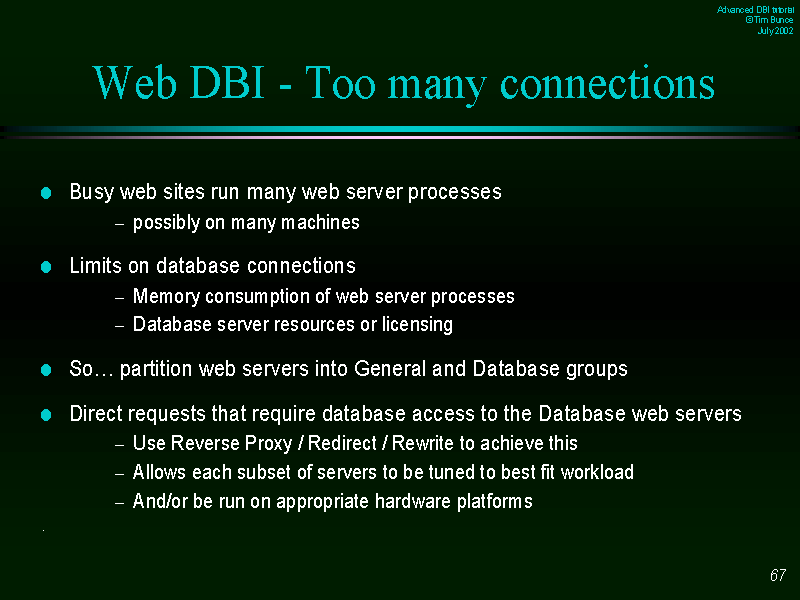 Advanced DBI tutorial
© Tim Bunce
July 2002
Web DBI - Too many connections
Busy web sites run many web server processes
– possibly on many machines
Limits on database connections
– Memory consumption of web server processes
– Database server resources or licensing
So… partition web servers into General and Database groups
Direct requests that require database access to the Database web servers
– Use Reverse Proxy / Redirect / Rewrite to achieve this
– Allows each subset of servers to be tuned to best fit workload
– And/or be run on appropriate hardware platforms
.
67